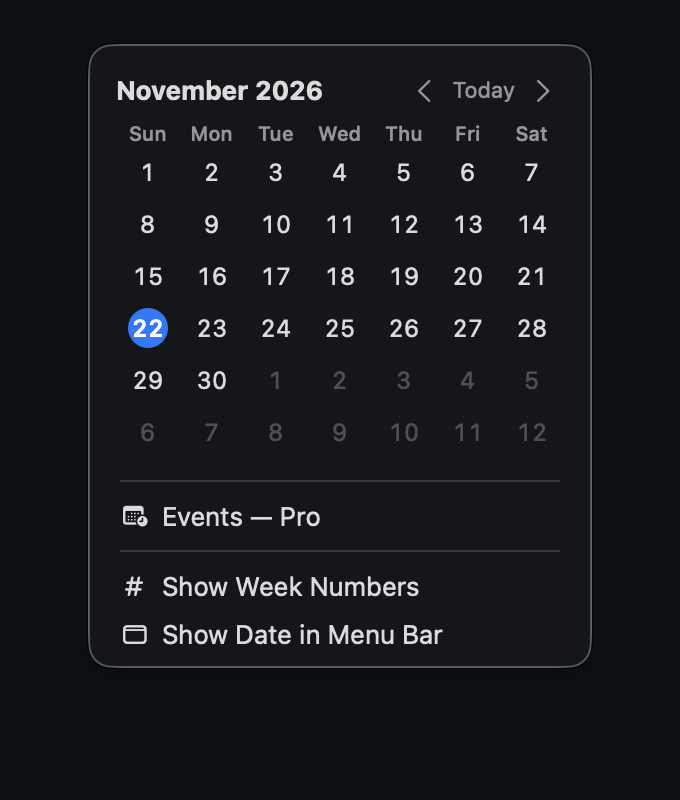 November 2026 Today
Sun Mon Tue Wed Thu Fri Sat
1 2 3 4 5 6 7
8 9 10 11 12 13 14
15 16 17 18 19 20 21
22 23 24 25 26 27 28
29 30 1 2 3 4 5
6 7 8 9 10 11 12
Events — Pro
# Show Week Numbers
Show Date in Menu Bar